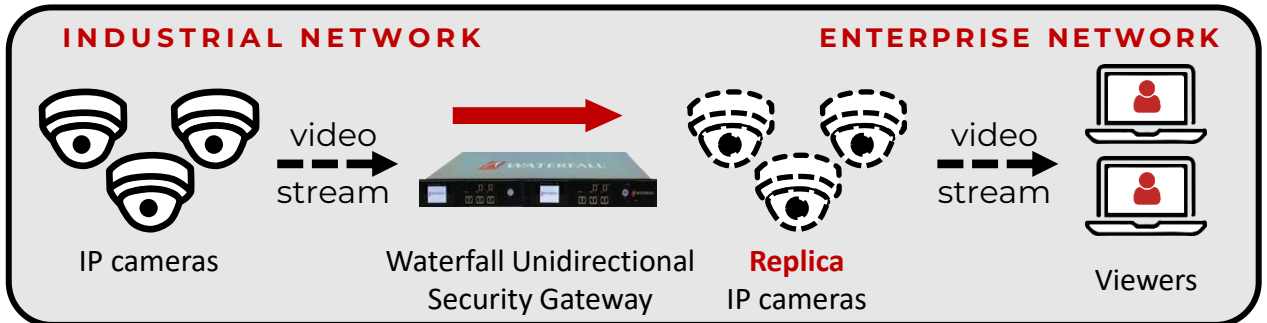 INDUSTRIAL NETWORK
ENTERPRISE NETWORK
video
stream
WATERFALL
video
stream
IP cameras
Waterfall Unidirectional
Security Gateway
Replica
IP cameras
Viewers